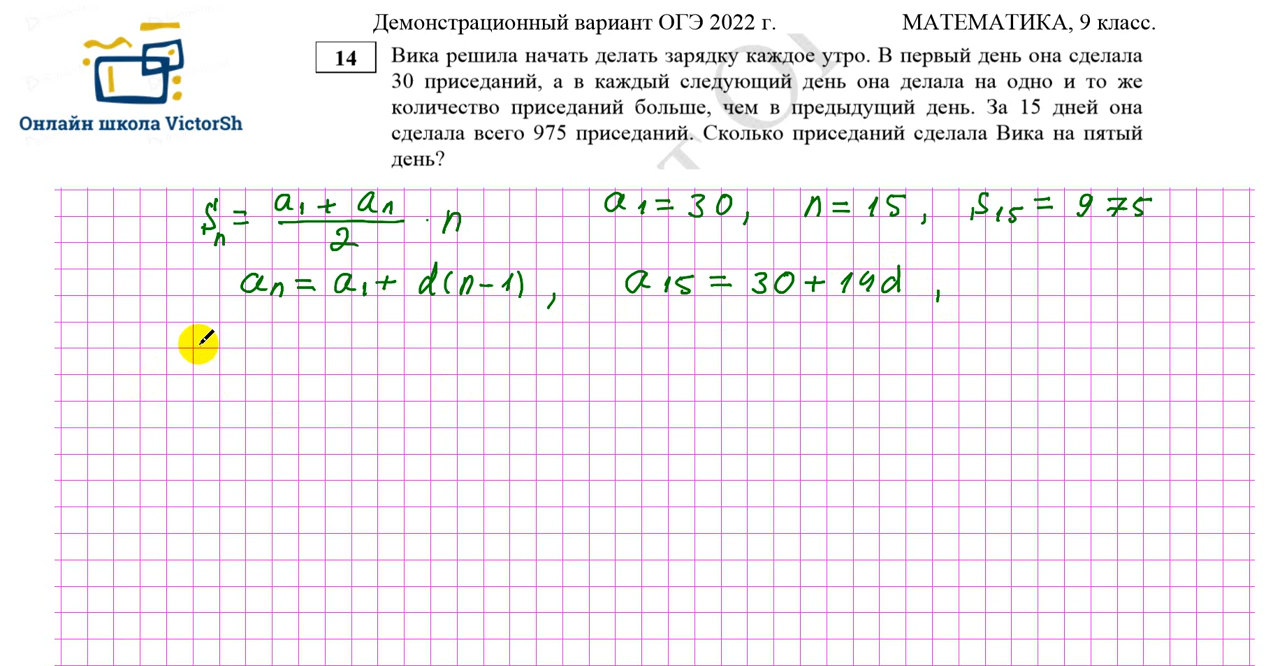 Демонстрационный вариант ОГЭ 2022 г. МАТЕМАТИКА, 9 класс.
Онлайн школа VictorSh
14 Вика решила начать делать зарядку каждое утро. В первый день она сделала
30 приседаний, а в каждый следующий день она делала на одно и то же
количество приседаний больше, чем в предыдущий день. За 15 дней она
сделала всего 975 приседаний. Сколько приседаний сделала Вика на пятый
день?
Sₙ = (a₁ + aₙ)/2 · n a₁ = 30, n = 15, S₁₅ = 975
aₙ = a₁ + d(n-1), a₁₅ = 30 + 14d,